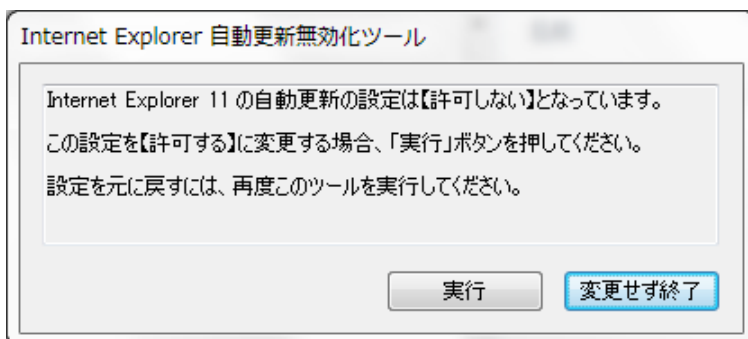 Internet Explorer 自動更新無効化ツール
Internet Explorer 11 の自動更新の設定は【許可しない】となっています。
この設定を【許可する】に変更する場合、「実行」ボタンを押してください。
設定を元に戻すには、再度このツールを実行してください。
実行
変更せず終了